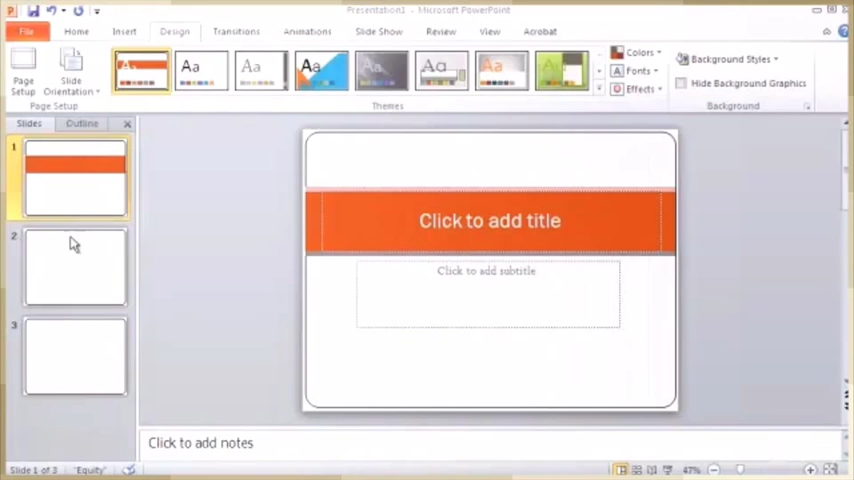 Presentation1 - Microsoft PowerPoint
File Home Insert Design Transitions Animations Slide Show Review View Acrobat
Page Setup
Slide Orientation
Aa Aa Aa Aa Aa Aa Aa Aa
Colors
Fonts
Effects
Background Styles
Hide Background Graphics
Page Setup Themes Background
Slides Outline
1
2
3
Click to add title
Click to add subtitle
Click to add notes
Slide 1 of 3 "Equity" 47%